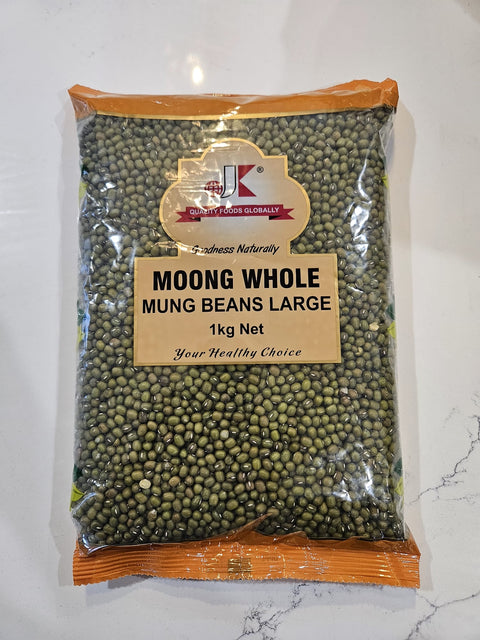 JK®
QUALITY FOODS GLOBALLY
Goodness Naturally
MOONG WHOLE
MUNG BEANS LARGE
1kg Net
Your Healthy Choice